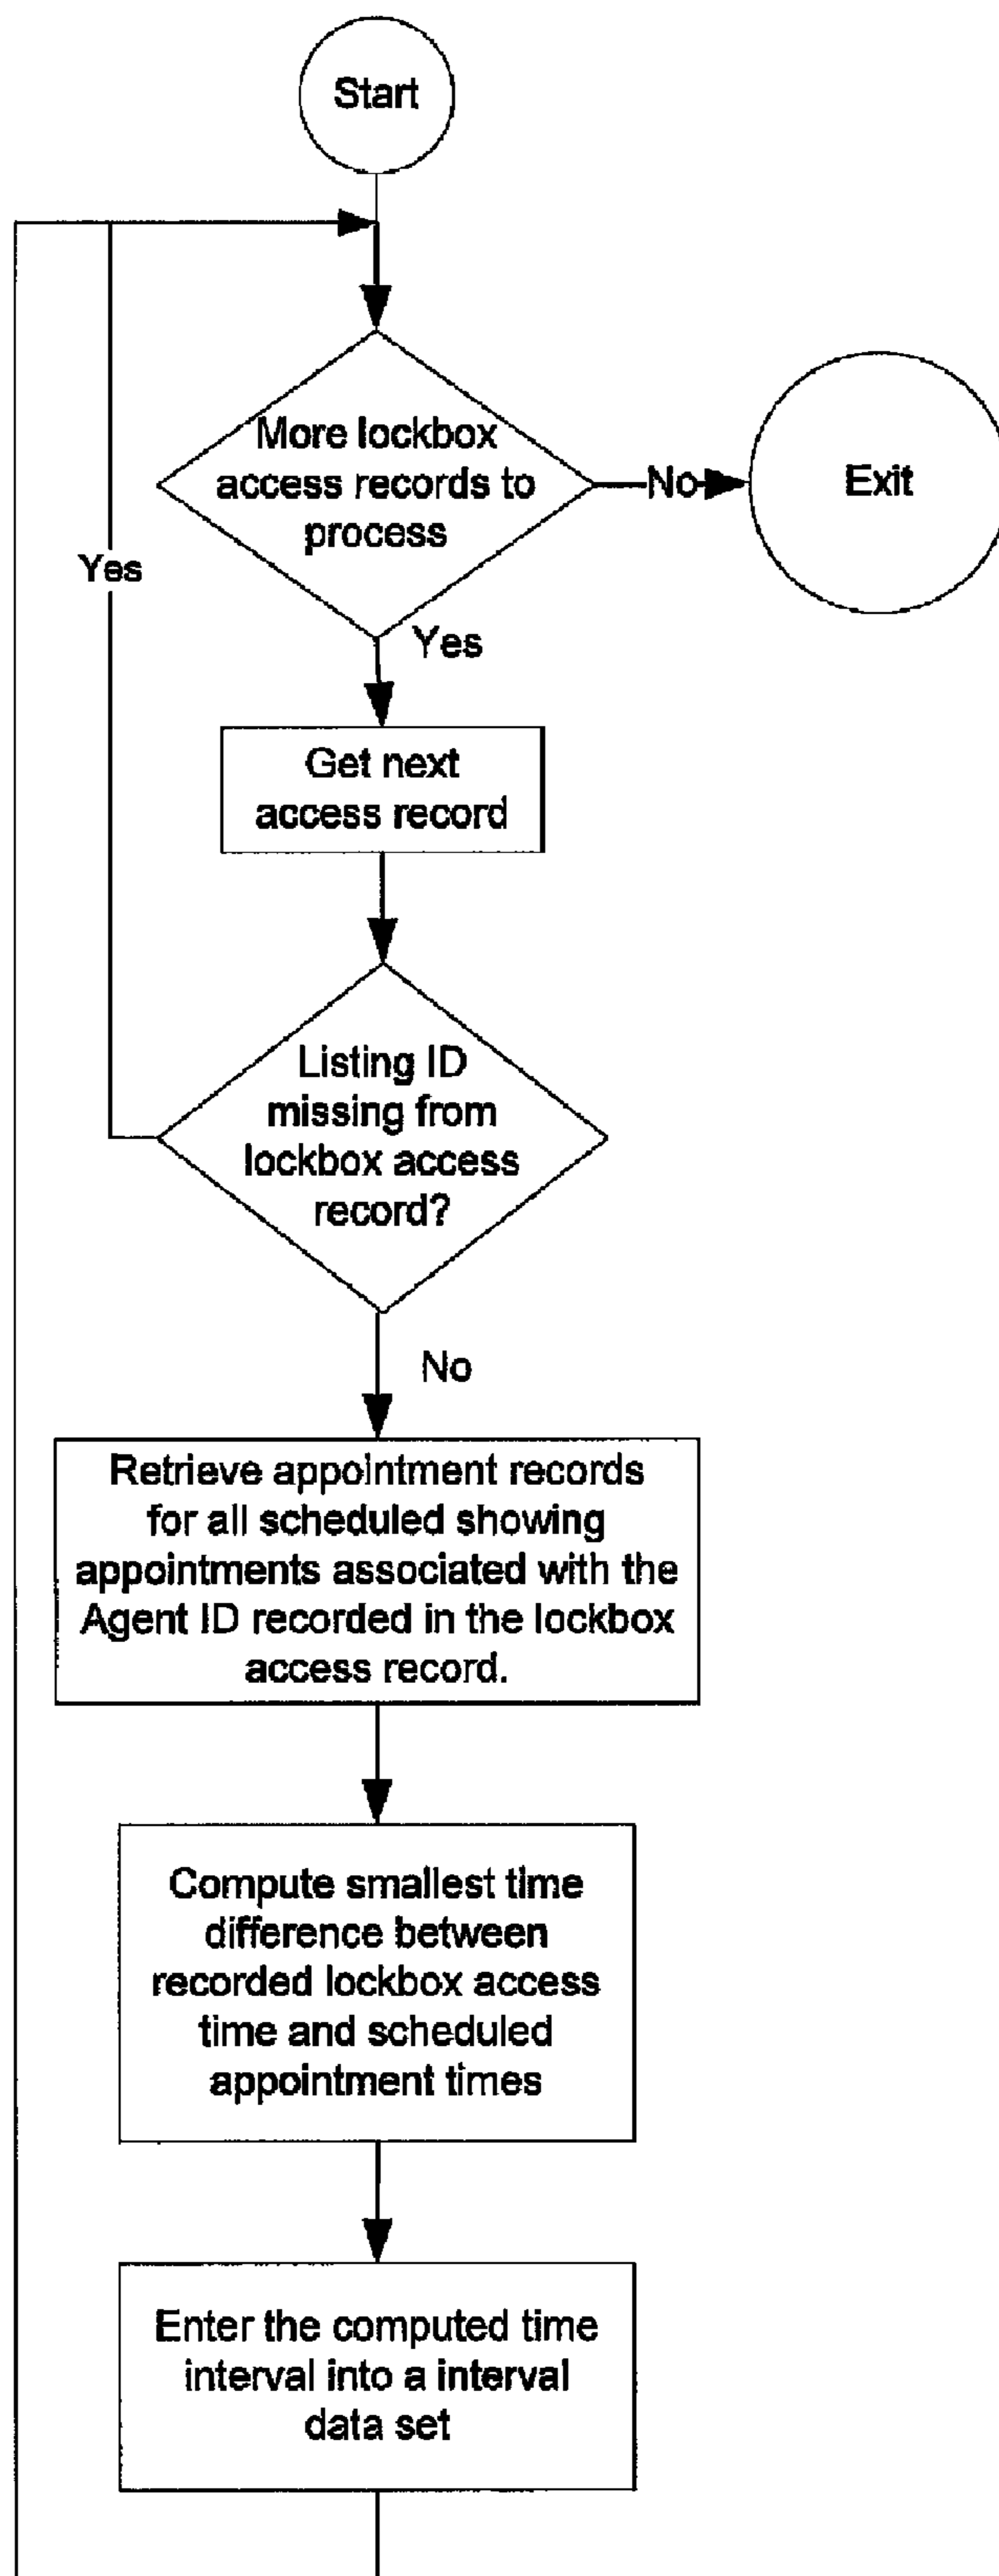 Start
More lockbox
access records to
process
No
Exit
Yes
Yes
Get next
access record
Listing ID
missing from
lockbox access
record?
No
Retrieve appointment records
for all scheduled showing
appointments associated with the
Agent ID recorded in the lockbox
access record.
Compute smallest time
difference between
recorded lockbox access
time and scheduled
appointment times
Enter the computed time
interval into a interval
data set